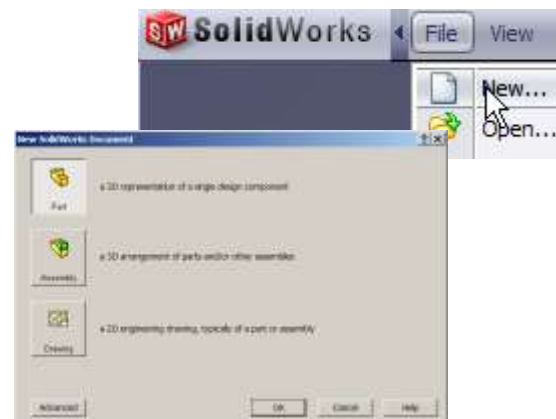 SW SolidWorks File View
New...
Open...
New SolidWorks Document
a 3D representation of a single design component
Part
a 3D arrangement of parts and/or other assemblies
Assembly
a 2D engineering drawing, typically of a part or assembly
Drawing
Advanced OK Cancel Help